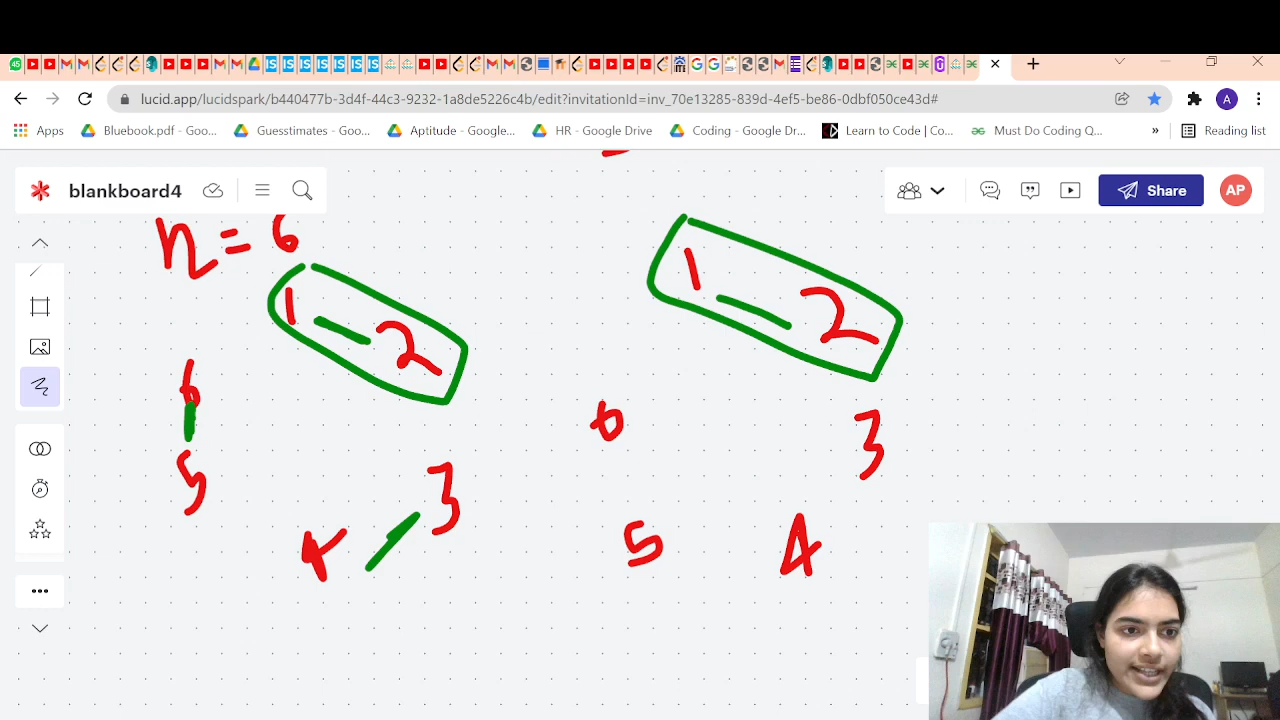 45
lucid.app/lucidspark/b440477b-3d4f-44c3-9232-1a8de5226c4b/edit?invitationId=inv_70e13285-839d-4ef5-be86-0dbf050ce43d#
A
Apps
Bluebook.pdf - Goo...
Guesstimates - Goo...
Aptitude - Google...
HR - Google Drive
Coding - Google Dr...
Learn to Code | Co...
Must Do Coding Q...
»
Reading list
blankboard4
Share
AP
n = 6
1 2
6
5
3
4
1 2
6
3
5
4